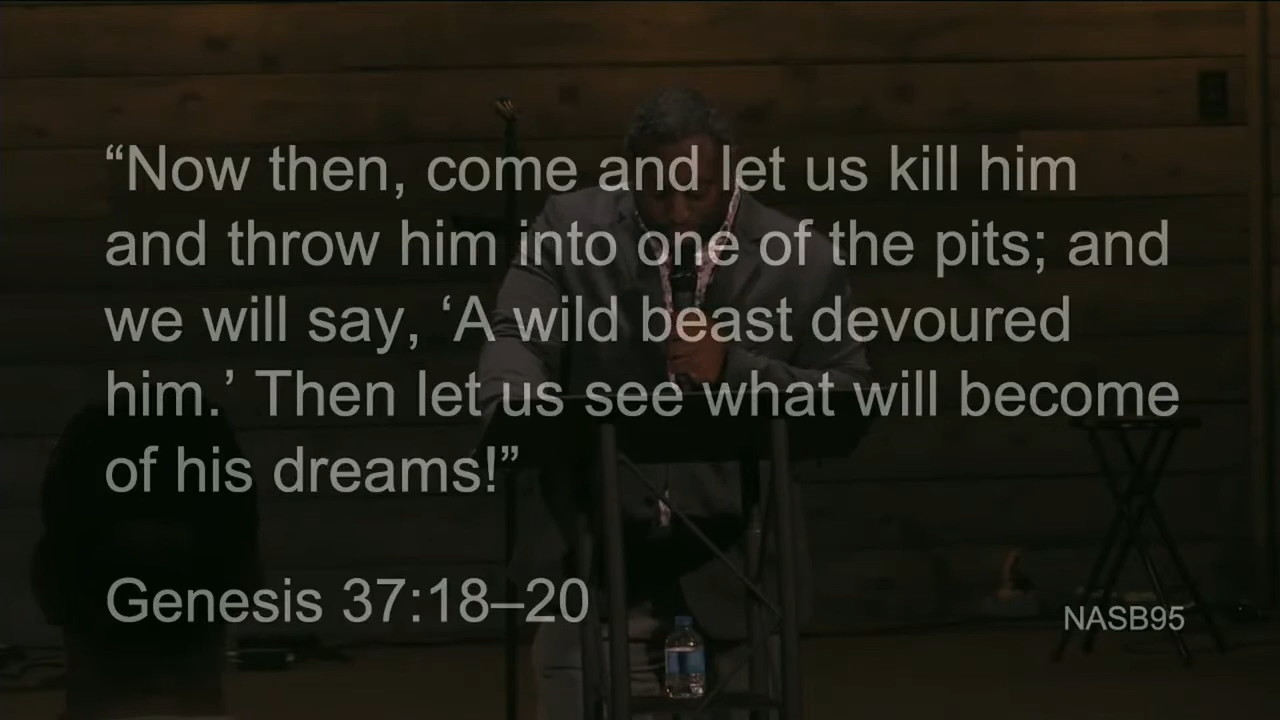 “Now then, come and let us kill him
and throw him into one of the pits; and
we will say, ‘A wild beast devoured
him.’ Then let us see what will become
of his dreams!”
Genesis 37:18–20
NASB95